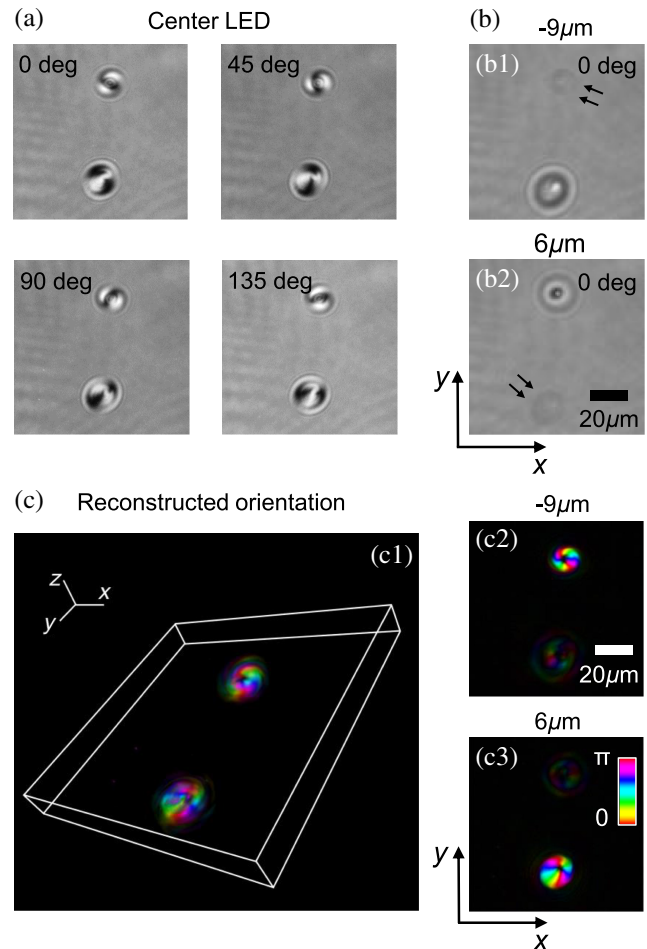 (a)
Center LED
0 deg
45 deg
90 deg
135 deg
(b)
-9µm
(b1)
0 deg
6µm
(b2)
0 deg
20µm
y
x
(c)
Reconstructed orientation
(c1)
z
x
y
-9µm
(c2)
20µm
6µm
(c3)
π
0
y
x